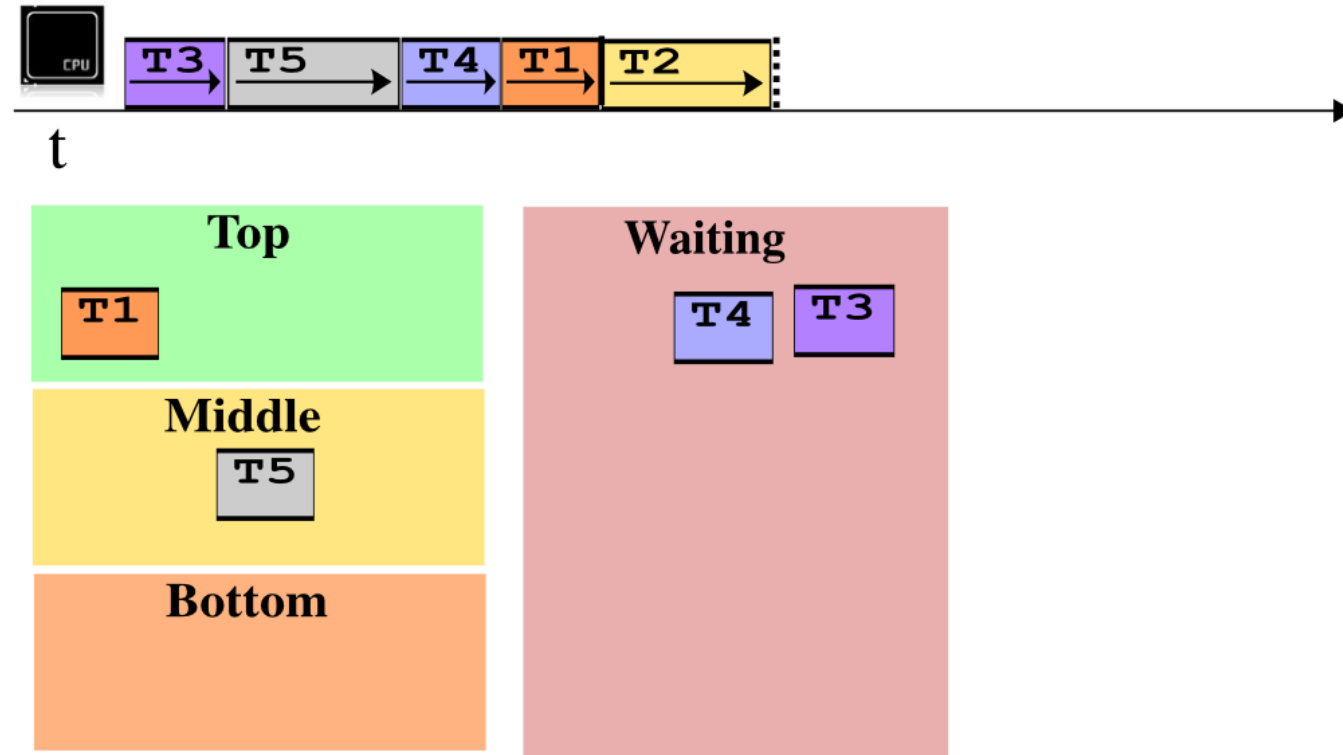 CPU
T3 T5 T4 T1 T2
t
Top
T1
Middle
T5
Bottom
Waiting
T4 T3